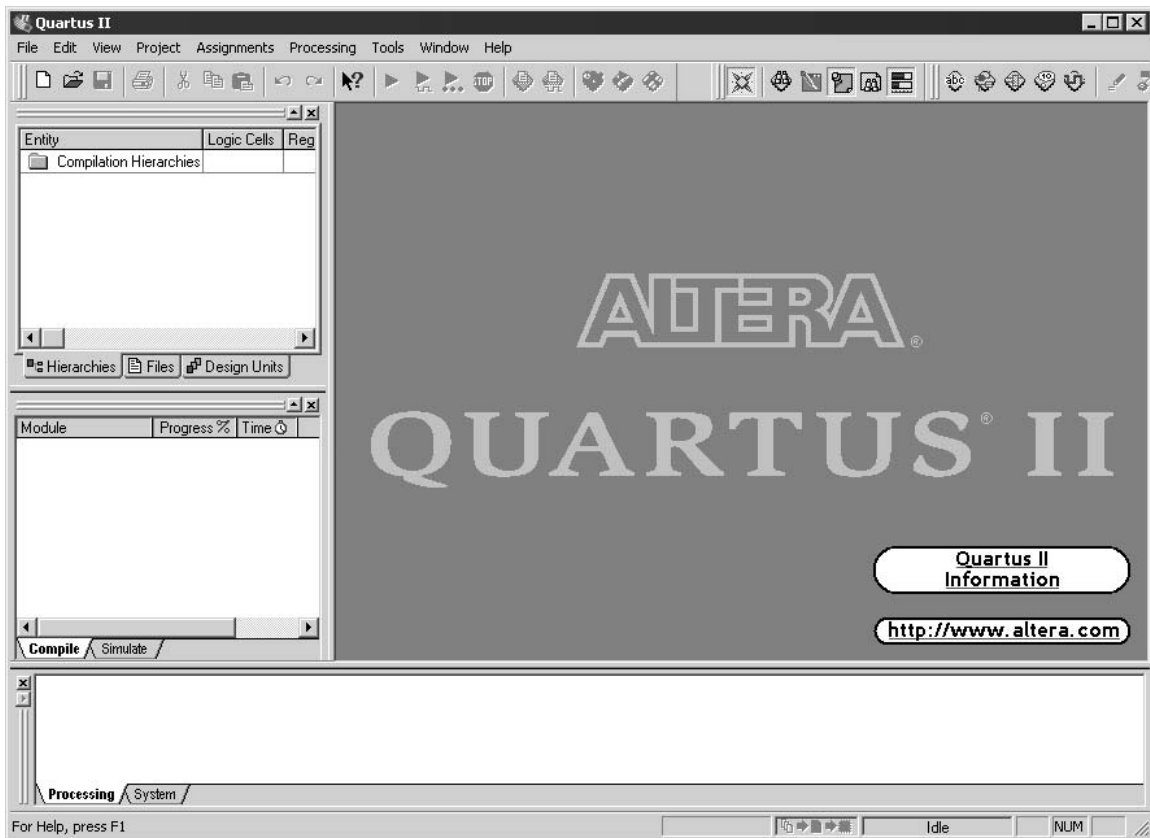 Quartus II
File Edit View Project Assignments Processing Tools Window Help
STOP
abc
Entity Logic Cells Reg
Compilation Hierarchies
Hierarchies Files Design Units
Module Progress % Time
Compile Simulate
ALTERA®
QUARTUS® II
Quartus II
Information
http://www.altera.com
Processing System
For Help, press F1 Idle NUM